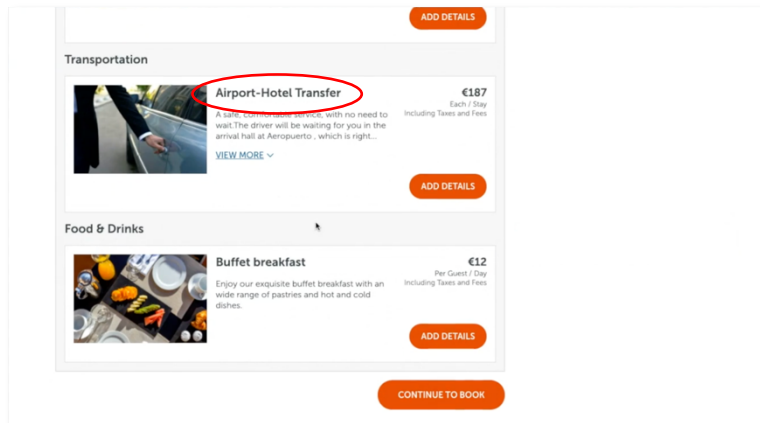 ADD DETAILS
Transportation
Airport-Hotel Transfer
€187
Each / Stay
Including Taxes and Fees
A safe, comfortable service, with no need to
wait.The driver will be waiting for you in the
arrival hall at Aeropuerto , which is right...
VIEW MORE
ADD DETAILS
Food & Drinks
Buffet breakfast
€12
Per Guest / Day
Including Taxes and Fees
Enjoy our exquisite buffet breakfast with an
wide range of pastries and hot and cold
dishes.
ADD DETAILS
CONTINUE TO BOOK